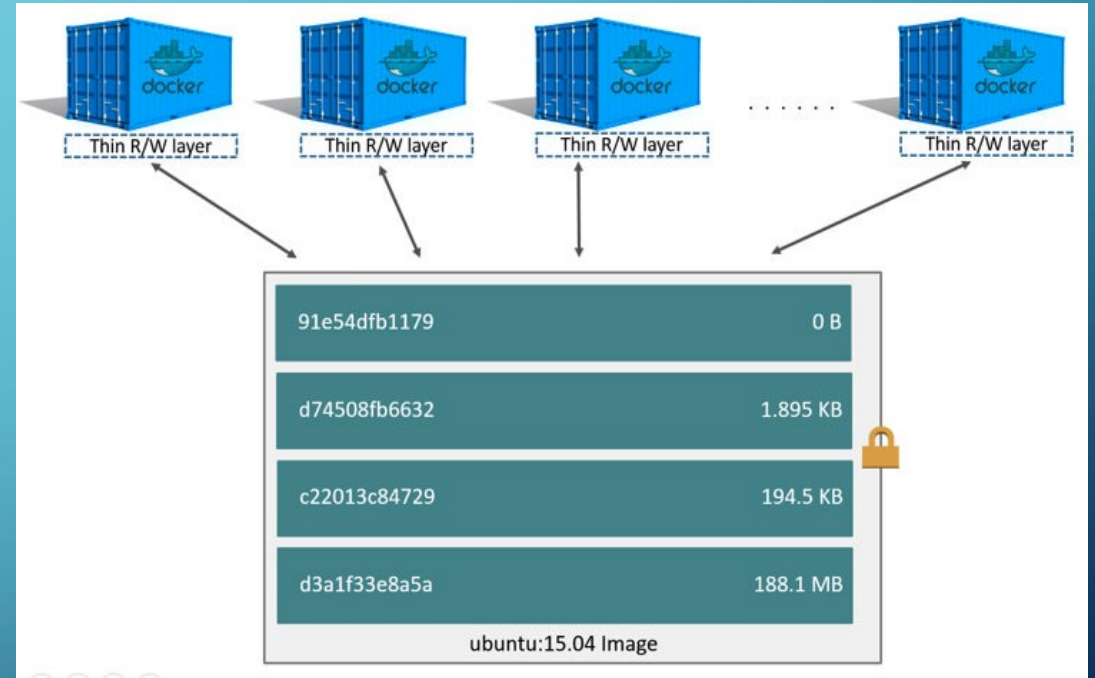 docker docker docker docker
. . . . . .
Thin R/W layer Thin R/W layer Thin R/W layer Thin R/W layer
91e54dfb1179 0 B
d74508fb6632 1.895 KB
c22013c84729 194.5 KB
d3a1f33e8a5a 188.1 MB
ubuntu:15.04 Image